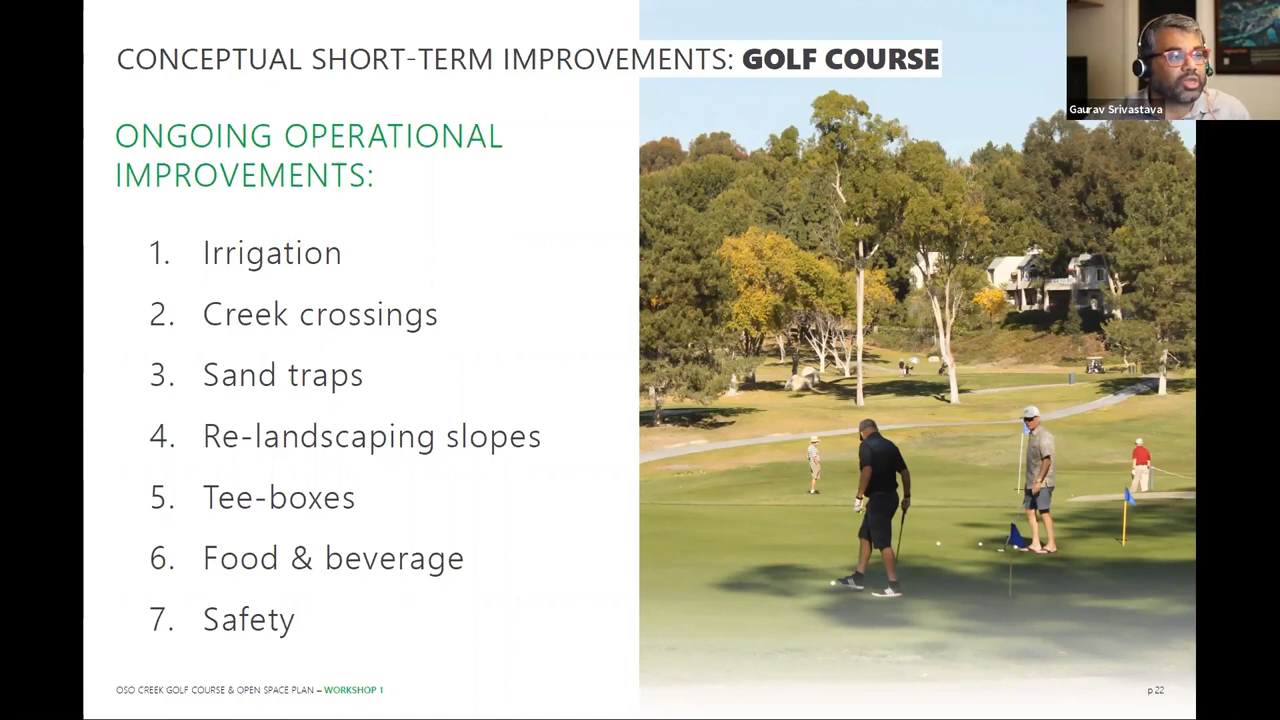 CONCEPTUAL SHORT-TERM IMPROVEMENTS: GOLF COURSE
Gaurav Srivastava
ONGOING OPERATIONAL
IMPROVEMENTS:
1. Irrigation
2. Creek crossings
3. Sand traps
4. Re-landscaping slopes
5. Tee-boxes
6. Food & beverage
7. Safety
OSO CREEK GOLF COURSE & OPEN SPACE PLAN – WORKSHOP 1
p 22